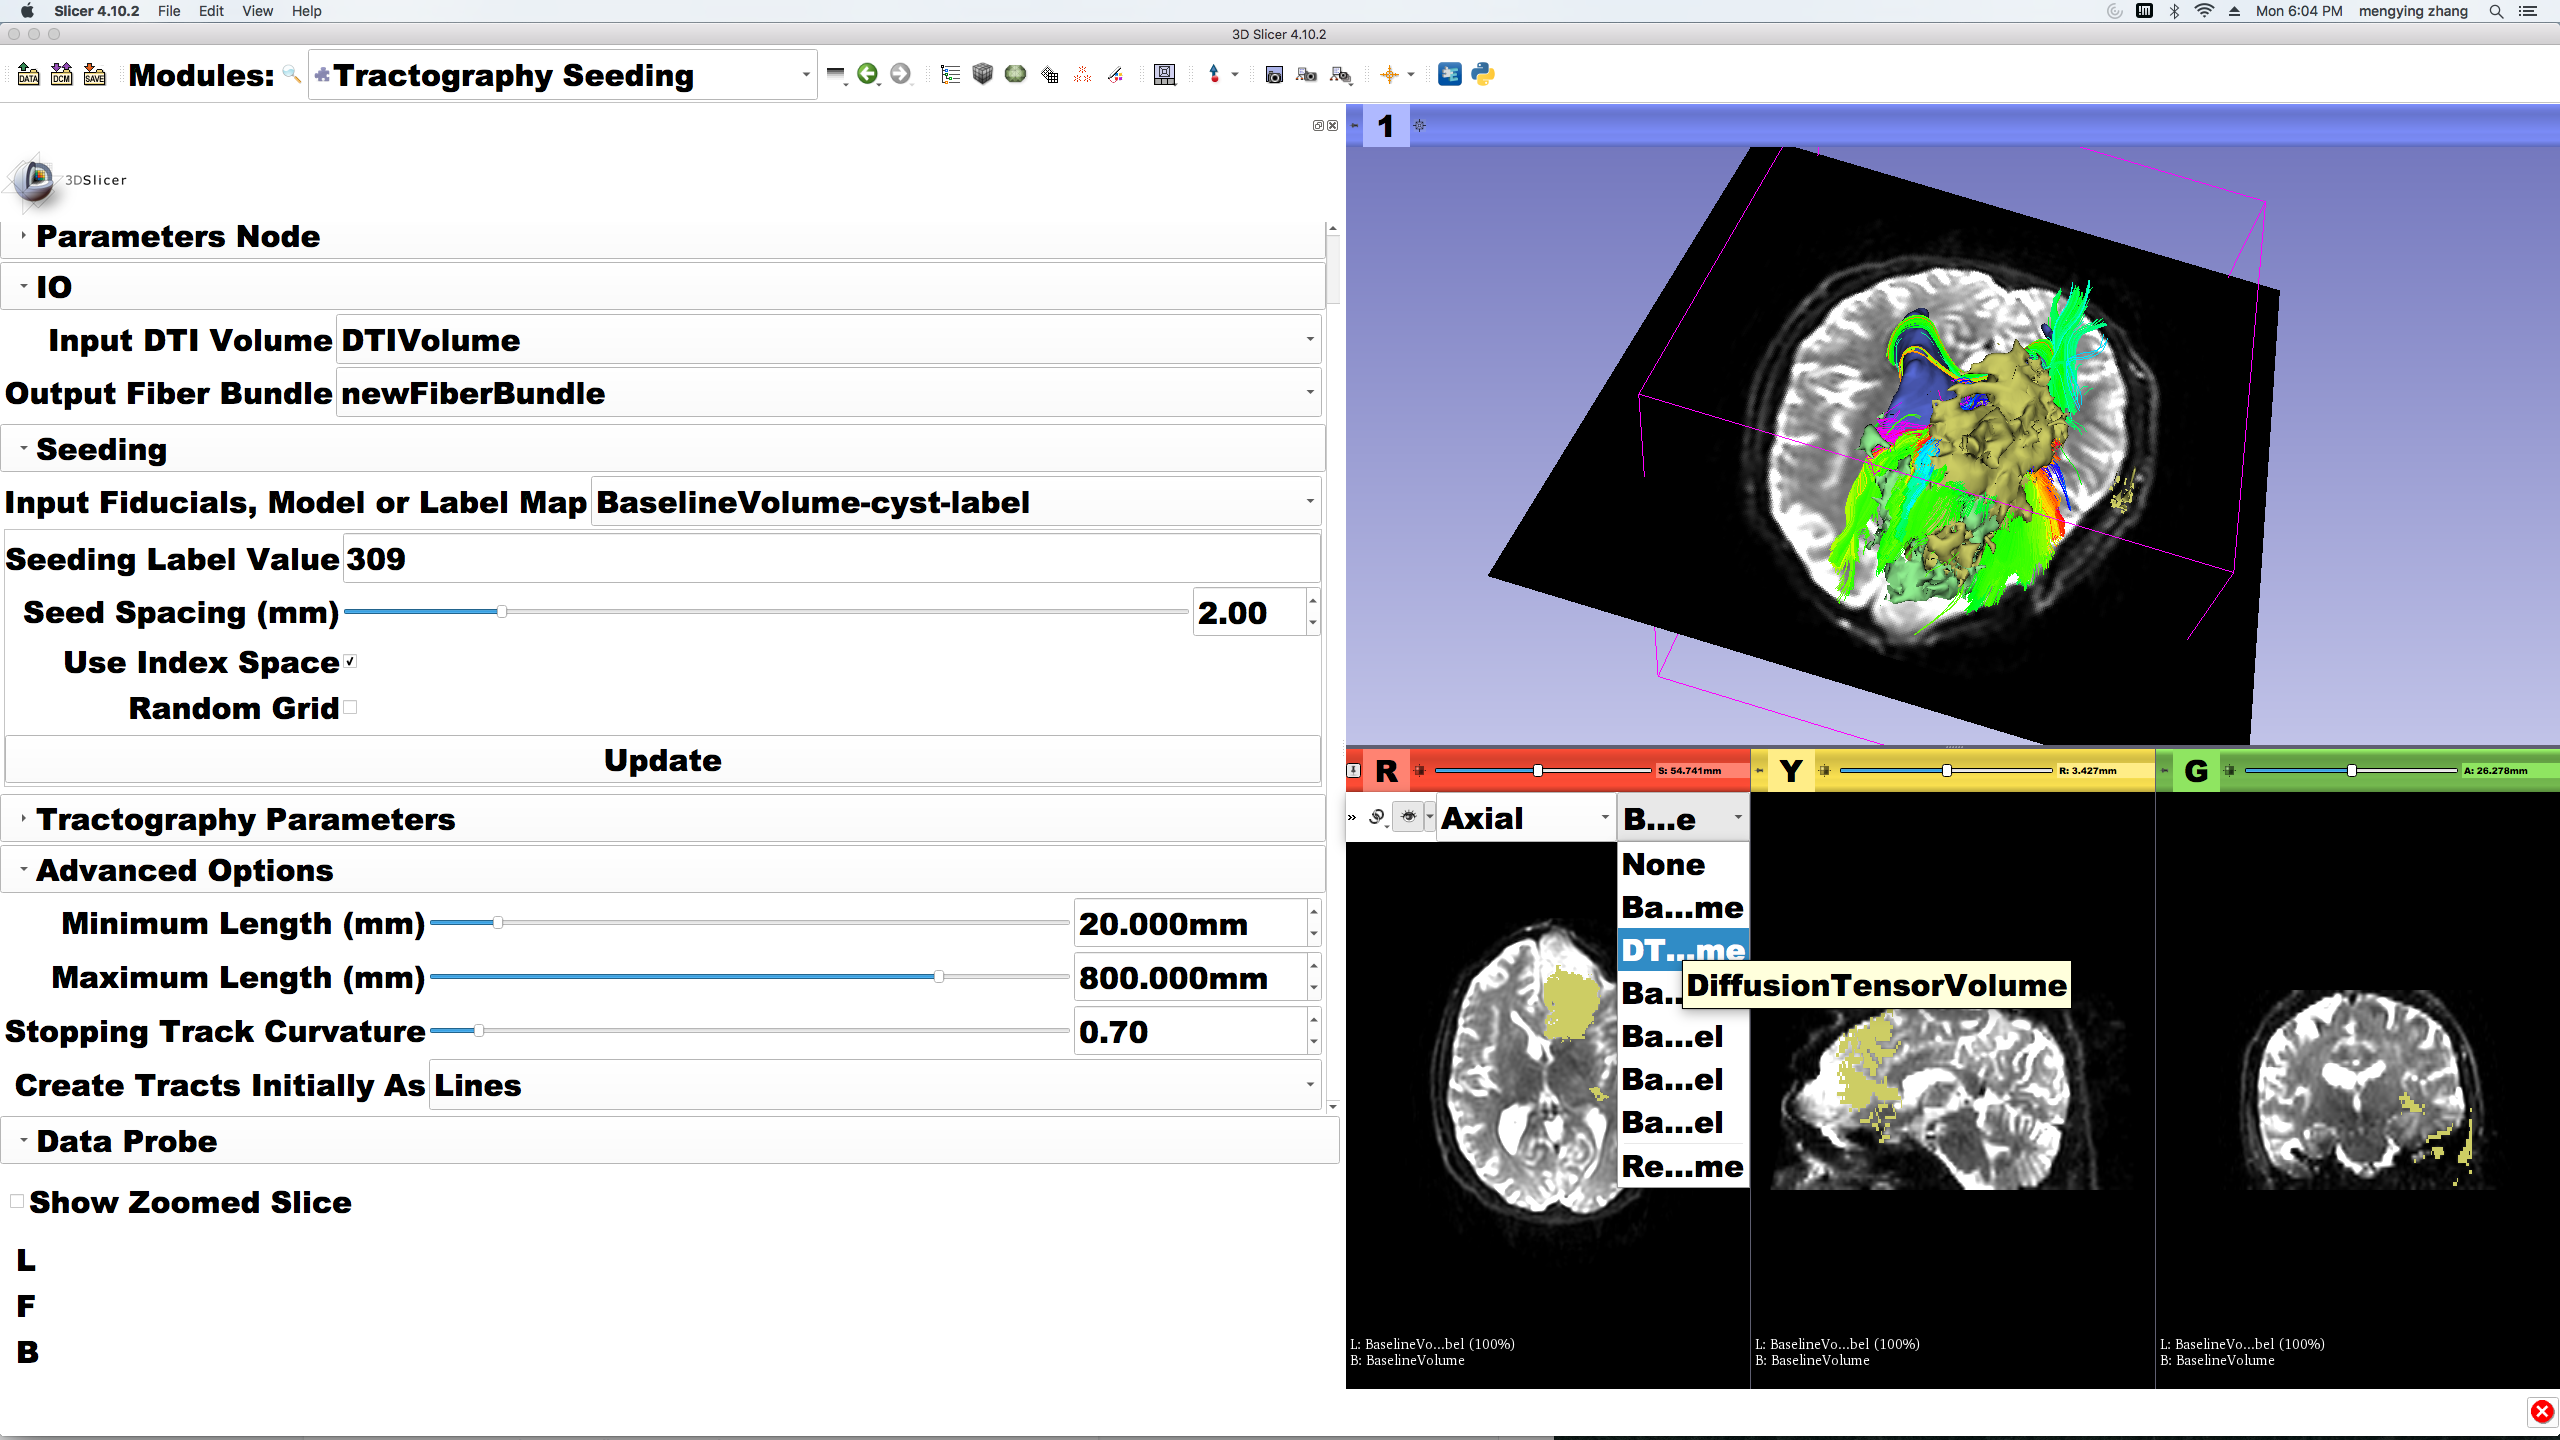 Slicer 4.10.2 File Edit View Help
Mon 6:04 PM mengying zhang
3D Slicer 4.10.2
DATA DCM SAVE Modules: Tractography Seeding
1
3DSlicer
Parameters Node
IO
Input DTI Volume DTIVolume
Output Fiber Bundle newFiberBundle
Seeding
Input Fiducials, Model or Label Map BaselineVolume-cyst-label
Seeding Label Value 309
Seed Spacing (mm) 2.00
Use Index Space
Random Grid
Update
Tractography Parameters
Advanced Options
Minimum Length (mm) 20.000mm
Maximum Length (mm) 800.000mm
Stopping Track Curvature 0.70
Create Tracts Initially As Lines
Data Probe
Show Zoomed Slice
L
F
B
R S: 54.741mm
Y R: 3.427mm
G A: 26.278mm
Axial B...e
None
Ba...me
DT...me
DiffusionTensorVolume
Ba...
Ba...el
Ba...el
Ba...el
Re...me
L: BaselineVo...bel (100%)
B: BaselineVolume
L: BaselineVo...bel (100%)
B: BaselineVolume
L: BaselineVo...bel (100%)
B: BaselineVolume